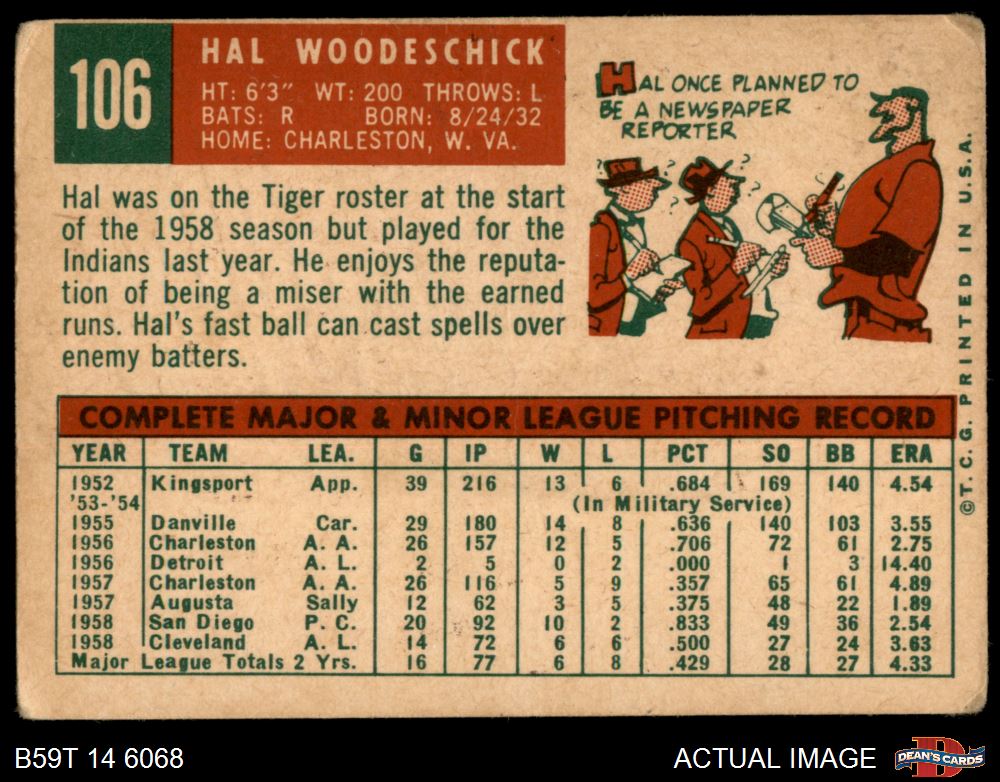 106
HAL WOODESCHICK
HT: 6'3" WT: 200 THROWS: L
BATS: R BORN: 8/24/32
HOME: CHARLESTON, W. VA.
HAL ONCE PLANNED TO
BE A NEWSPAPER
REPORTER
? ? ? ? ? ?
Hal was on the Tiger roster at the start
of the 1958 season but played for the
Indians last year. He enjoys the reputa-
tion of being a miser with the earned
runs. Hal's fast ball can cast spells over
enemy batters.
COMPLETE MAJOR & MINOR LEAGUE PITCHING RECORD
YEAR TEAM LEA. G IP W L PCT SO BB ERA
1952 Kingsport App. 39 216 13 6 .684 169 140 4.54
'53-'54 (In Military Service)
1955 Danville Car. 29 180 14 8 .636 140 103 3.55
1956 Charleston A. A. 26 157 12 5 .706 72 61 2.75
1956 Detroit A. L. 2 5 0 2 .000 1 3 14.40
1957 Charleston A. A. 26 116 5 9 .357 65 61 4.89
1957 Augusta Sally 12 62 3 5 .375 48 22 1.89
1958 San Diego P. C. 20 92 10 2 .833 49 36 2.54
1958 Cleveland A. L. 14 72 6 6 .500 27 24 3.63
Major League Totals 2 Yrs. 16 77 6 8 .429 28 27 4.33
©T.C.G. PRINTED IN U.S.A.
B59T 14 6068
ACTUAL IMAGE
D
DEAN'S CARDS